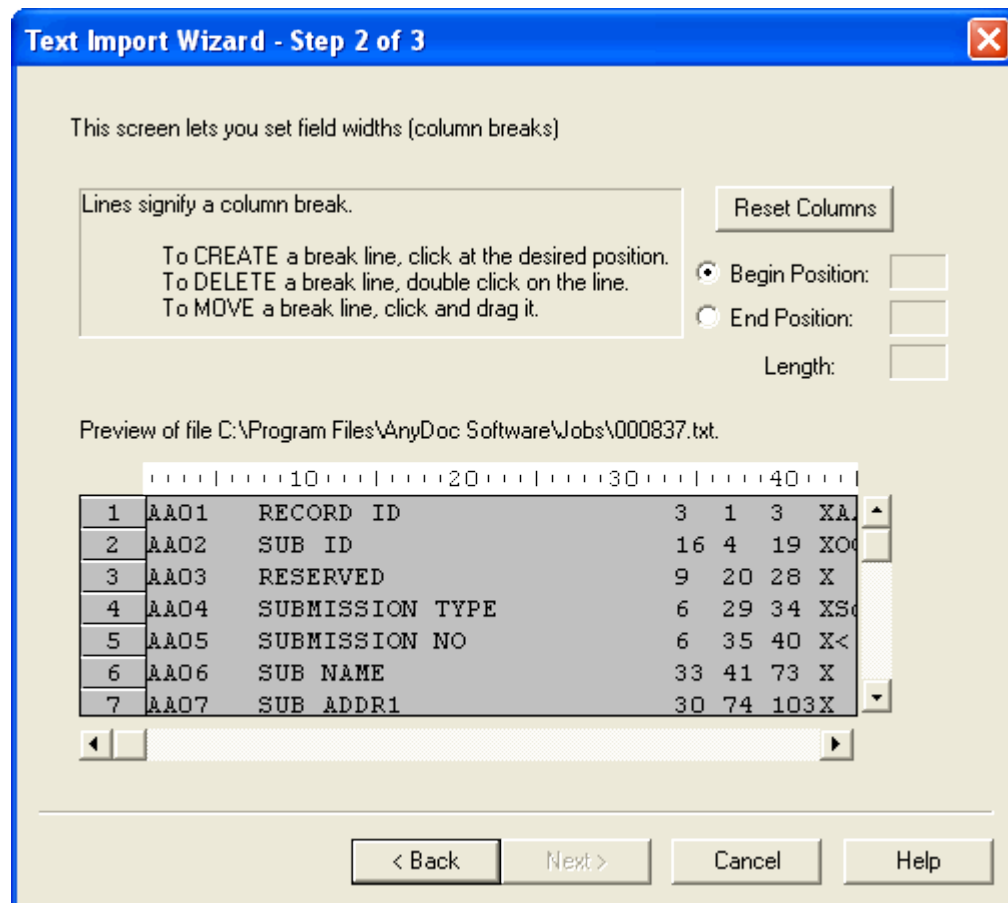 Text Import Wizard - Step 2 of 3
This screen lets you set field widths (column breaks)
Lines signify a column break.
To CREATE a break line, click at the desired position.
To DELETE a break line, double click on the line.
To MOVE a break line, click and drag it.
Reset Columns
Begin Position:
End Position:
Length:
Preview of file C:\Program Files\AnyDoc Software\Jobs\000837.txt.
10 20 30 40
1 AA01 RECORD ID 3 1 3 XA
2 AA02 SUB ID 16 4 19 XO
3 AA03 RESERVED 9 20 28 X
4 AA04 SUBMISSION TYPE 6 29 34 XS
5 AA05 SUBMISSION NO 6 35 40 X<
6 AA06 SUB NAME 33 41 73 X
7 AA07 SUB ADDR1 30 74 103X
< Back Next > Cancel Help